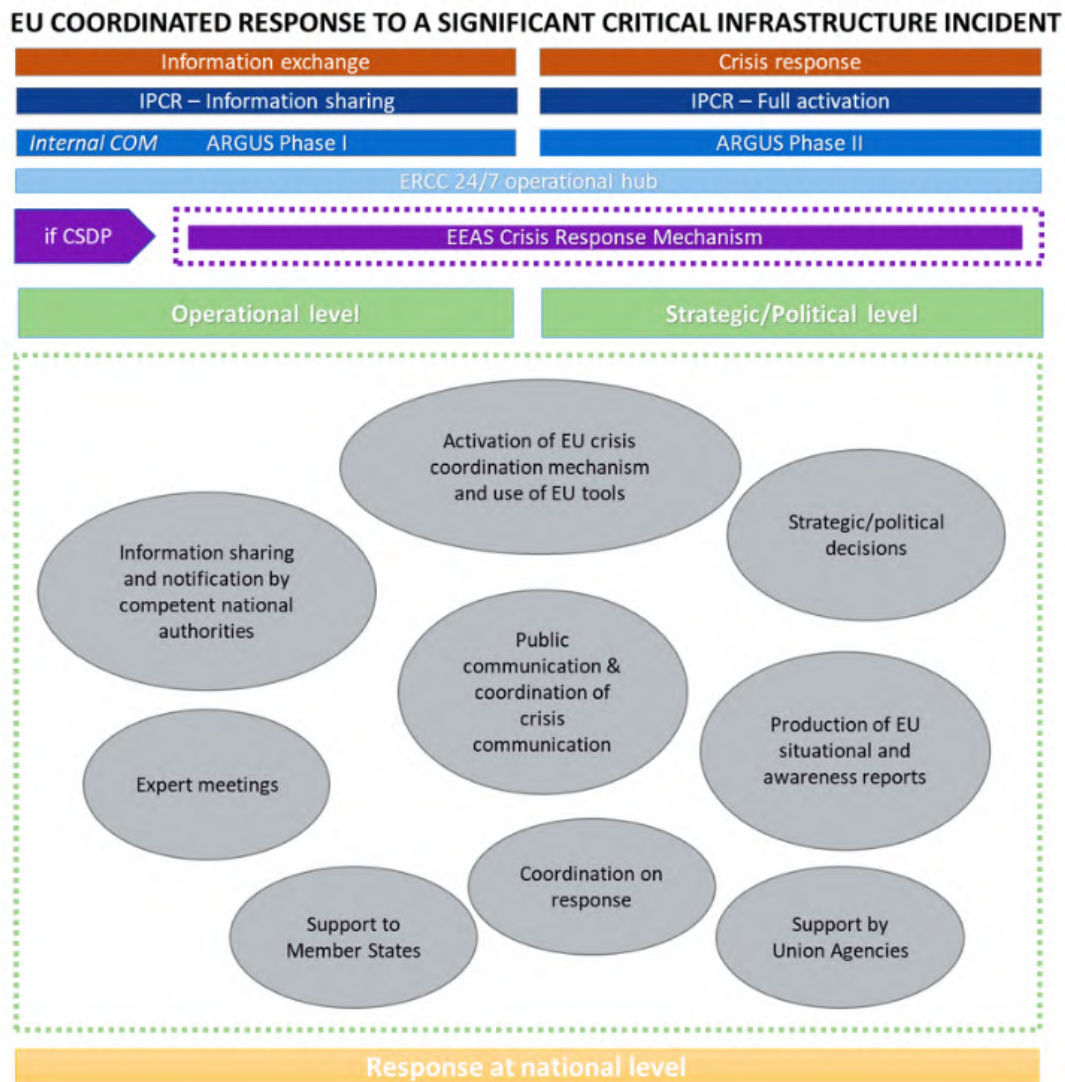 EU COORDINATED RESPONSE TO A SIGNIFICANT CRITICAL INFRASTRUCTURE INCIDENT
Information exchange
Crisis response
IPCR – Information sharing
IPCR – Full activation
Internal COM ARGUS Phase I
ARGUS Phase II
ERCC 24/7 operational hub
if CSDP
EEAS Crisis Response Mechanism
Operational level
Strategic/Political level
Activation of EU crisis
coordination mechanism
and use of EU tools
Strategic/political
decisions
Information sharing
and notification by
competent national
authorities
Public
communication &
coordination of
crisis
communication
Production of EU
situational and
awareness reports
Expert meetings
Coordination on
response
Support to
Member States
Support by
Union Agencies
Response at national level